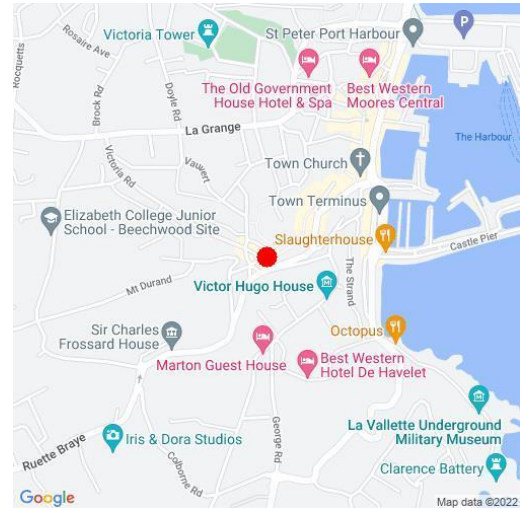 Victoria Tower
St Peter Port Harbour
P
Rosaire Ave
Rocquetts
Brock Rd
Doyle Rd
The Old Government
House Hotel & Spa
Best Western
Moores Central
La Grange
The Harbour
Victoria Rd
Vauvert
Town Church
Town Terminus
Elizabeth College Junior
School - Beechwood Site
Slaughterhouse
Castle Pier
Mt Durand
Victor Hugo House
The Strand
Sir Charles
Frossard House
Octopus
Marton Guest House
Best Western
Hotel De Havelet
La Vallette Underground
Military Museum
Iris & Dora Studios
Ruette Braye
Colborne Rd
George Rd
Clarence Battery
Google
Map data ©2022